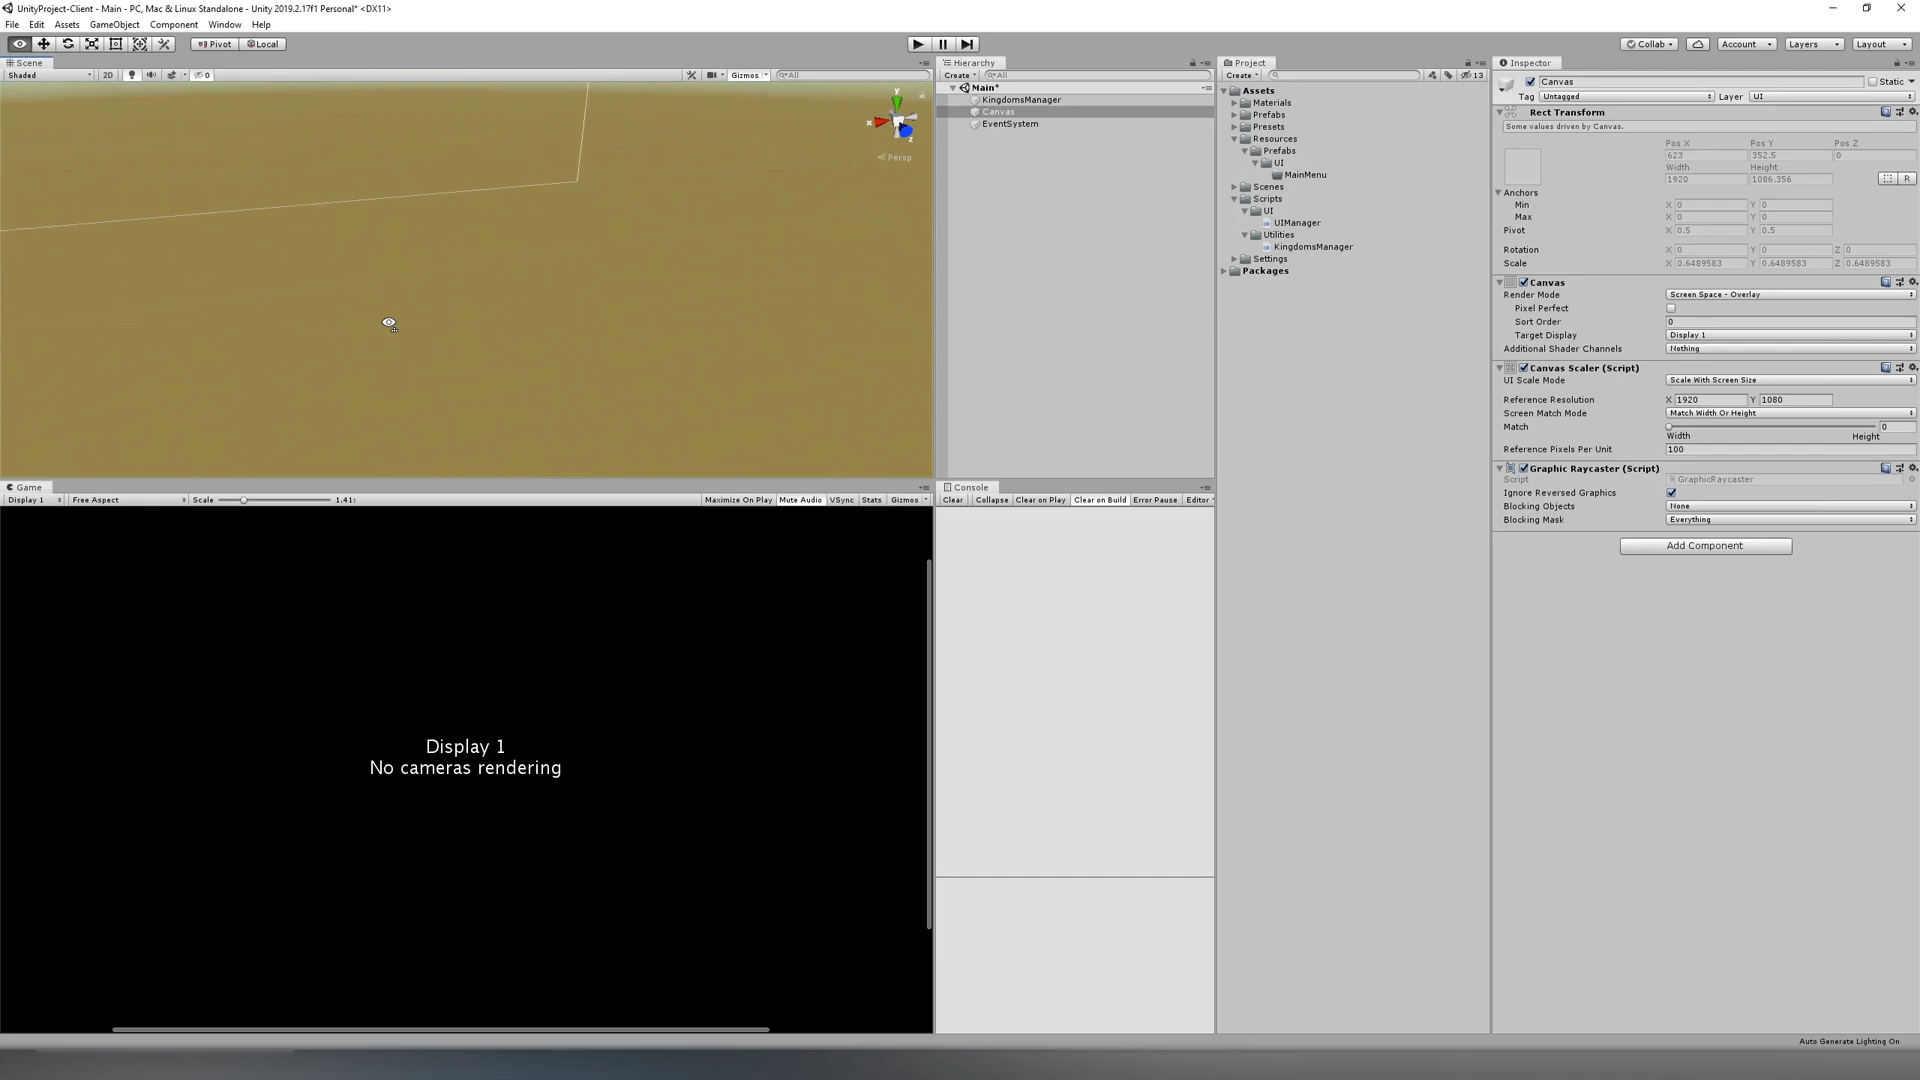 UnityProject-Client - Main - PC, Mac & Linux Standalone - Unity 2019.2.17f1 Personal* <DX11>
File Edit Assets GameObject Component Window Help
Pivot Local
Collab Account Layers Layout
Scene
Shaded 2D 0 Gizmos All
y
x
z
Persp
Game
Display 1 Free Aspect Scale 1.41x Maximize On Play Mute Audio VSync Stats Gizmos
Display 1
No cameras rendering
Hierarchy
Create All
Main*
KingdomsManager
Canvas
EventSystem
Console
Clear Collapse Clear on Play Clear on Build Error Pause Editor
Project
Create 13
Assets
Materials
Prefabs
Presets
Resources
Prefabs
UI
MainMenu
Scenes
Scripts
UI
UIManager
Utilities
KingdomsManager
Settings
Packages
Inspector
Canvas Static
Tag Untagged Layer UI
Rect Transform
Some values driven by Canvas.
Pos X Pos Y Pos Z
623 352.5 0
Width Height
1920 1086.356 R
Anchors
Min X 0 Y 0
Max X 0 Y 0
Pivot X 0.5 Y 0.5
Rotation X 0 Y 0 Z 0
Scale X 0.6489583 Y 0.6489583 Z 0.6489583
Canvas
Render Mode Screen Space - Overlay
Pixel Perfect
Sort Order 0
Target Display Display 1
Additional Shader Channels Nothing
Canvas Scaler (Script)
UI Scale Mode Scale With Screen Size
Reference Resolution X 1920 Y 1080
Screen Match Mode Match Width Or Height
Match 0
Width Height
Reference Pixels Per Unit 100
Graphic Raycaster (Script)
Script GraphicRaycaster
Ignore Reversed Graphics
Blocking Objects None
Blocking Mask Everything
Add Component
Auto Generate Lighting On